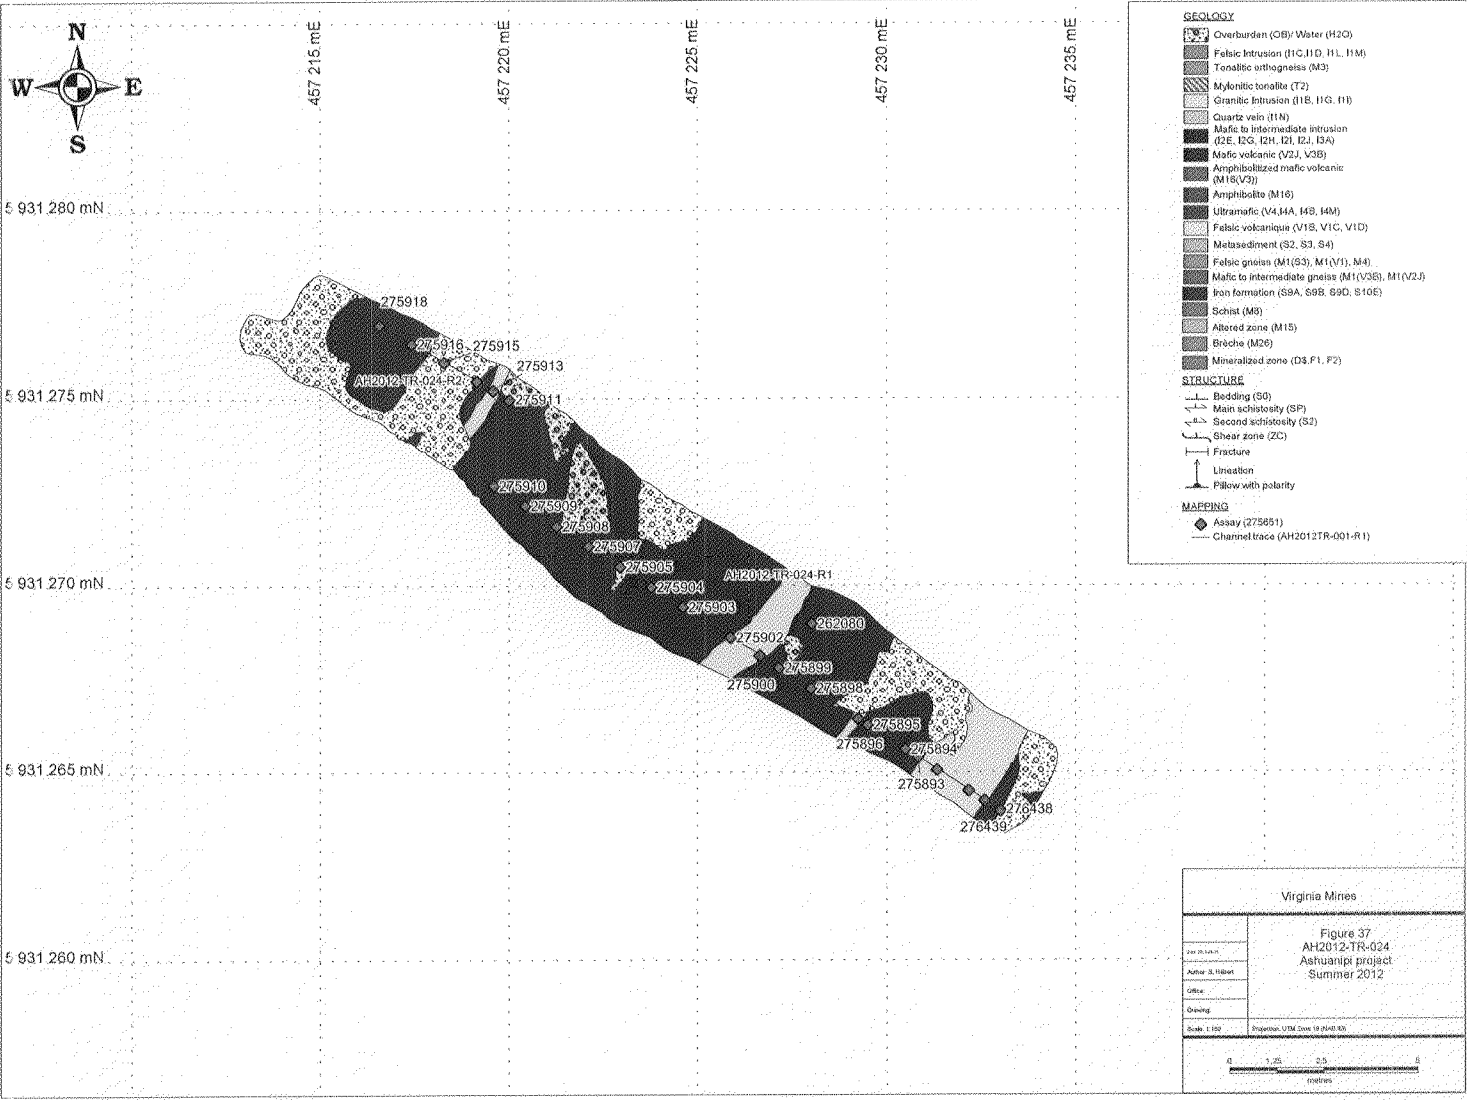 N
W E
S
457 215 mE
457 220 mE
457 225 mE
457 230 mE
457 235 mE
5 931 280 mN
5 931 275 mN
5 931 270 mN
5 931 265 mN
5 931 260 mN
275918
275916
275915
275913
AH2012-TR-024-R2
275911
275910
275909
275908
275907
275905
275904
275903
AH2012-TR-024-R1
262080
275902
275899
275900
275898
275895
275896
275894
275893
276438
276439
GEOLOGY
Overburden (OB)/ Water (H2O)
Felsic Intrusion (I1C,I1D, I1L, I1M)
Tonalitic orthogneiss (M3)
Mylonitic tonalite (T2)
Granitic Intrusion (I1B, I1G, I1I)
Quartz vein (I1N)
Mafic to intermediate intrusion
(I2E, I2G, I2H, I2I, I2J, I3A)
Mafic volcanic (V2J, V3B)
Amphibolitized mafic volcanic
(M16(V3))
Amphibolite (M16)
Ultramafic (V4,I4A, I4B, I4M)
Felsic volcanique (V1B, V1C, V1D)
Metasediment (S2, S3, S4)
Felsic gneiss (M1(S3), M1(V1), M4)
Mafic to intermediate gneiss (M1(V3B), M1(V2J)
Iron formation (S9A, S9B, S9D, S10E)
Schist (M8)
Altered zone (M15)
Brèche (M26)
Mineralized zone (D$,F1, F2)
STRUCTURE
Bedding (S0)
Main schistosity (SP)
Second schistosity (S2)
Shear zone (ZC)
Fracture
Lineation
Pillow with polarity
MAPPING
Assay (275651)
Channel trace (AH2012TR-001-R1)
Virginia Mines
Figure 37
AH2012-TR-024
Ashuanipi project
Summer 2012
Author: S. Hébert
Office:
Drawing:
Scale: 1:150
Projection: UTM Zone 19 (NAD 83)
0 1.25 2.5 5
metres